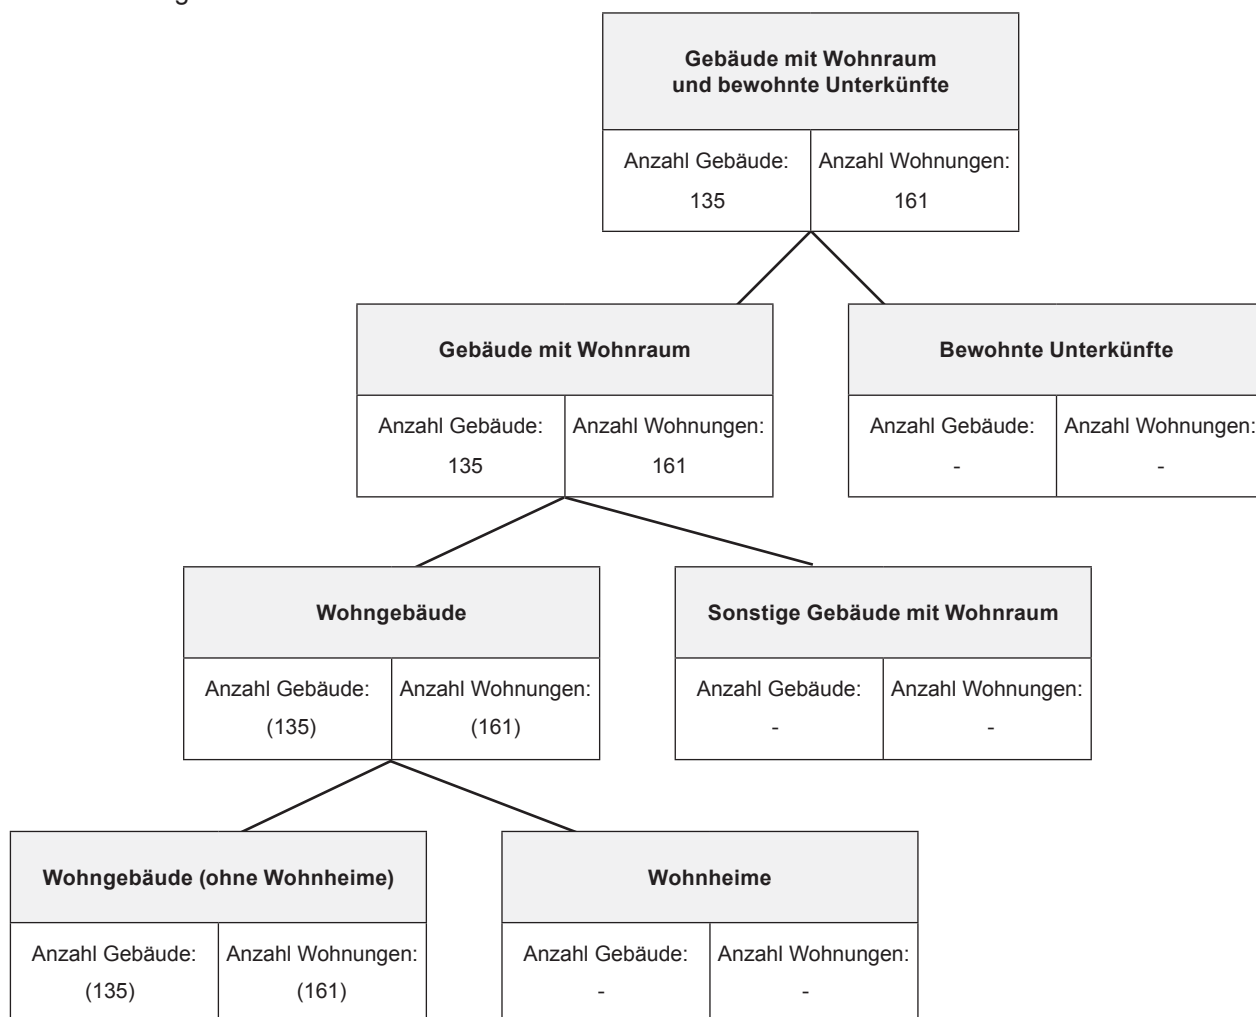 Gebäude mit Wohnraum
und bewohnte Unterkünfte
Anzahl Gebäude: Anzahl Wohnungen:
135 161
Gebäude mit Wohnraum
Bewohnte Unterkünfte
Anzahl Gebäude: Anzahl Wohnungen:
135 161
Anzahl Gebäude: Anzahl Wohnungen:
- -
Wohngebäude
Sonstige Gebäude mit Wohnraum
Anzahl Gebäude: Anzahl Wohnungen:
(135) (161)
Anzahl Gebäude: Anzahl Wohnungen:
- -
Wohngebäude (ohne Wohnheime)
Wohnheime
Anzahl Gebäude: Anzahl Wohnungen:
(135) (161)
Anzahl Gebäude: Anzahl Wohnungen:
- -